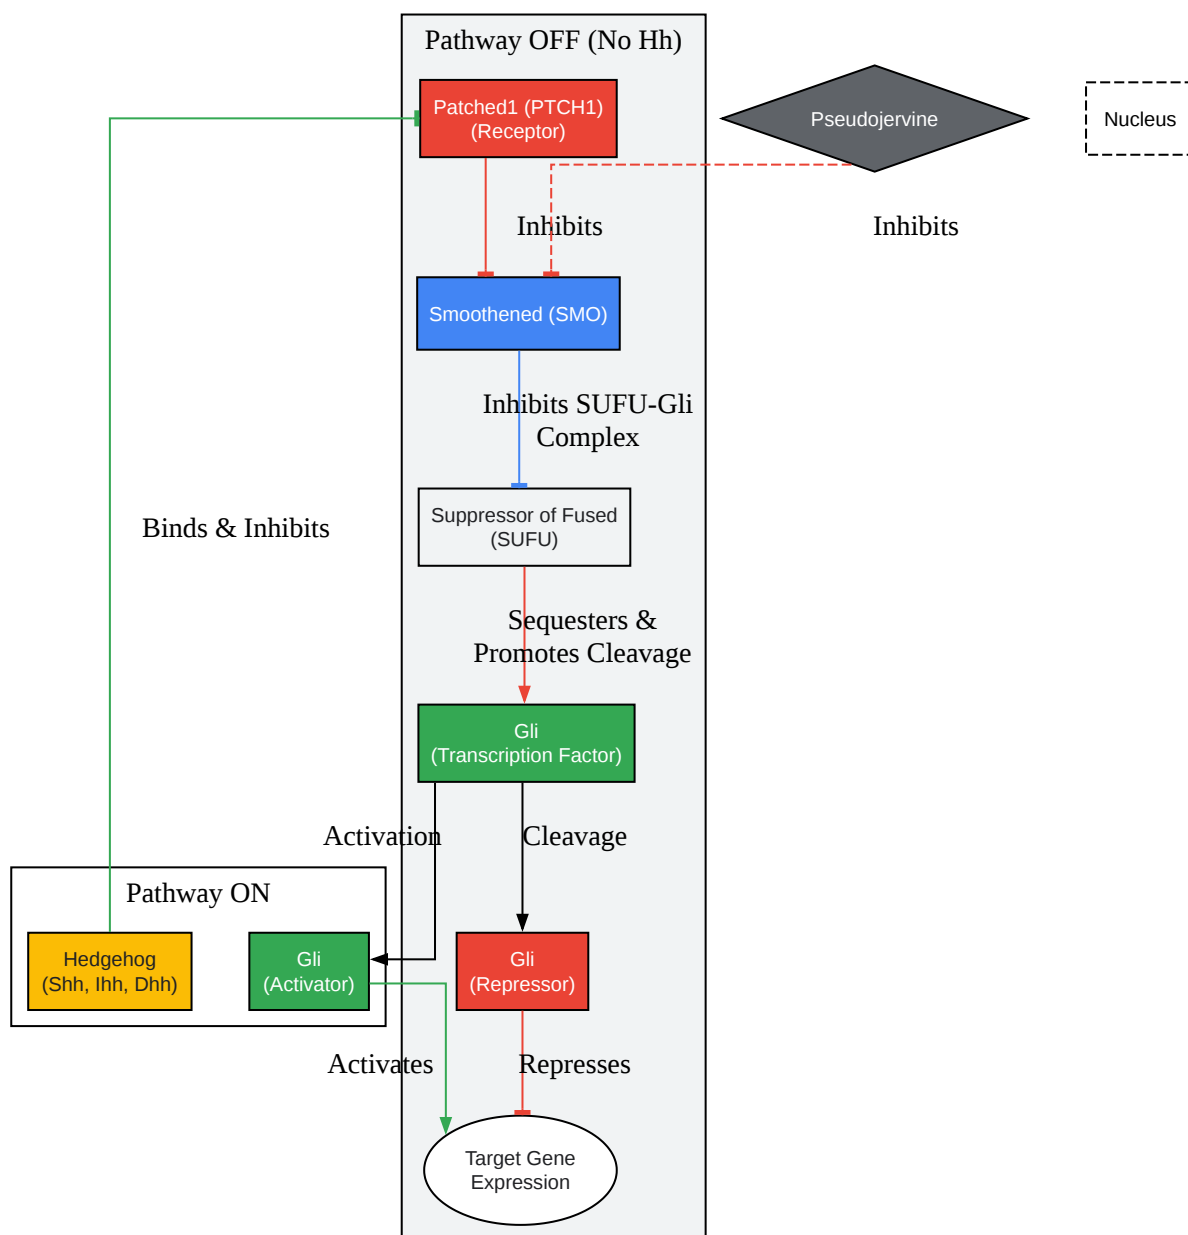 Pathway OFF (No Hh)
Patched1 (PTCH1)
(Receptor)
Pseudojervine
Nucleus
Inhibits
Inhibits
Smoothened (SMO)
Inhibits SUFU-Gli
Complex
Suppressor of Fused
(SUFU)
Binds & Inhibits
Sequesters &
Promotes Cleavage
Gli
(Transcription Factor)
Activation
Cleavage
Pathway ON
Hedgehog
(Shh, Ihh, Dhh)
Gli
(Activator)
Gli
(Repressor)
Activates
Represses
Target Gene
Expression